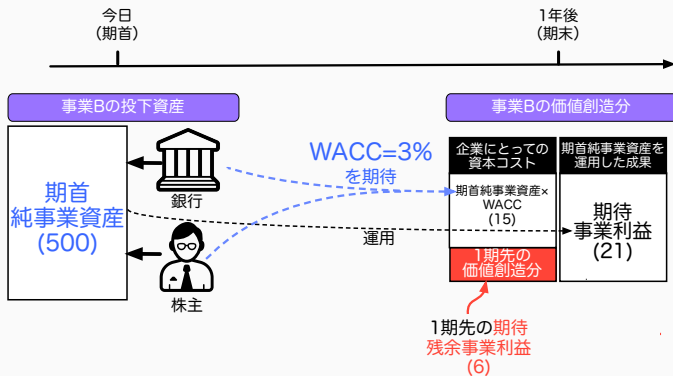 今日
(期首)
1年後
(期末)
事業Bの投下資産
事業Bの価値創造分
期首
純事業資産
(500)
銀行
株主
WACC=3%
を期待
運用
企業にとっての
資本コスト
期首純事業資産×
WACC
(15)
1期先の
価値創造分
期首純事業資産を
運用した成果
期待
事業利益
(21)
1期先の期待
残余事業利益
(6)